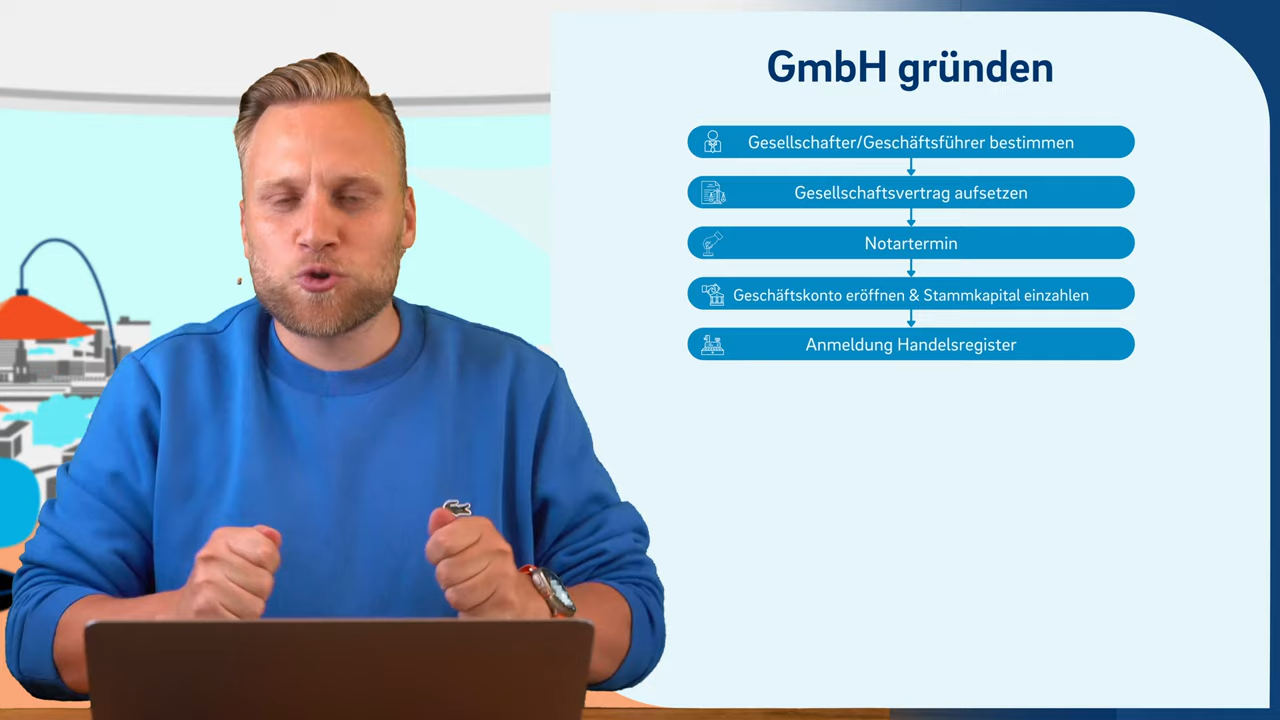 GmbH gründen
Gesellschafter/Geschäftsführer bestimmen
Gesellschaftsvertrag aufsetzen
Notartermin
Geschäftskonto eröffnen & Stammkapital einzahlen
Anmeldung Handelsregister